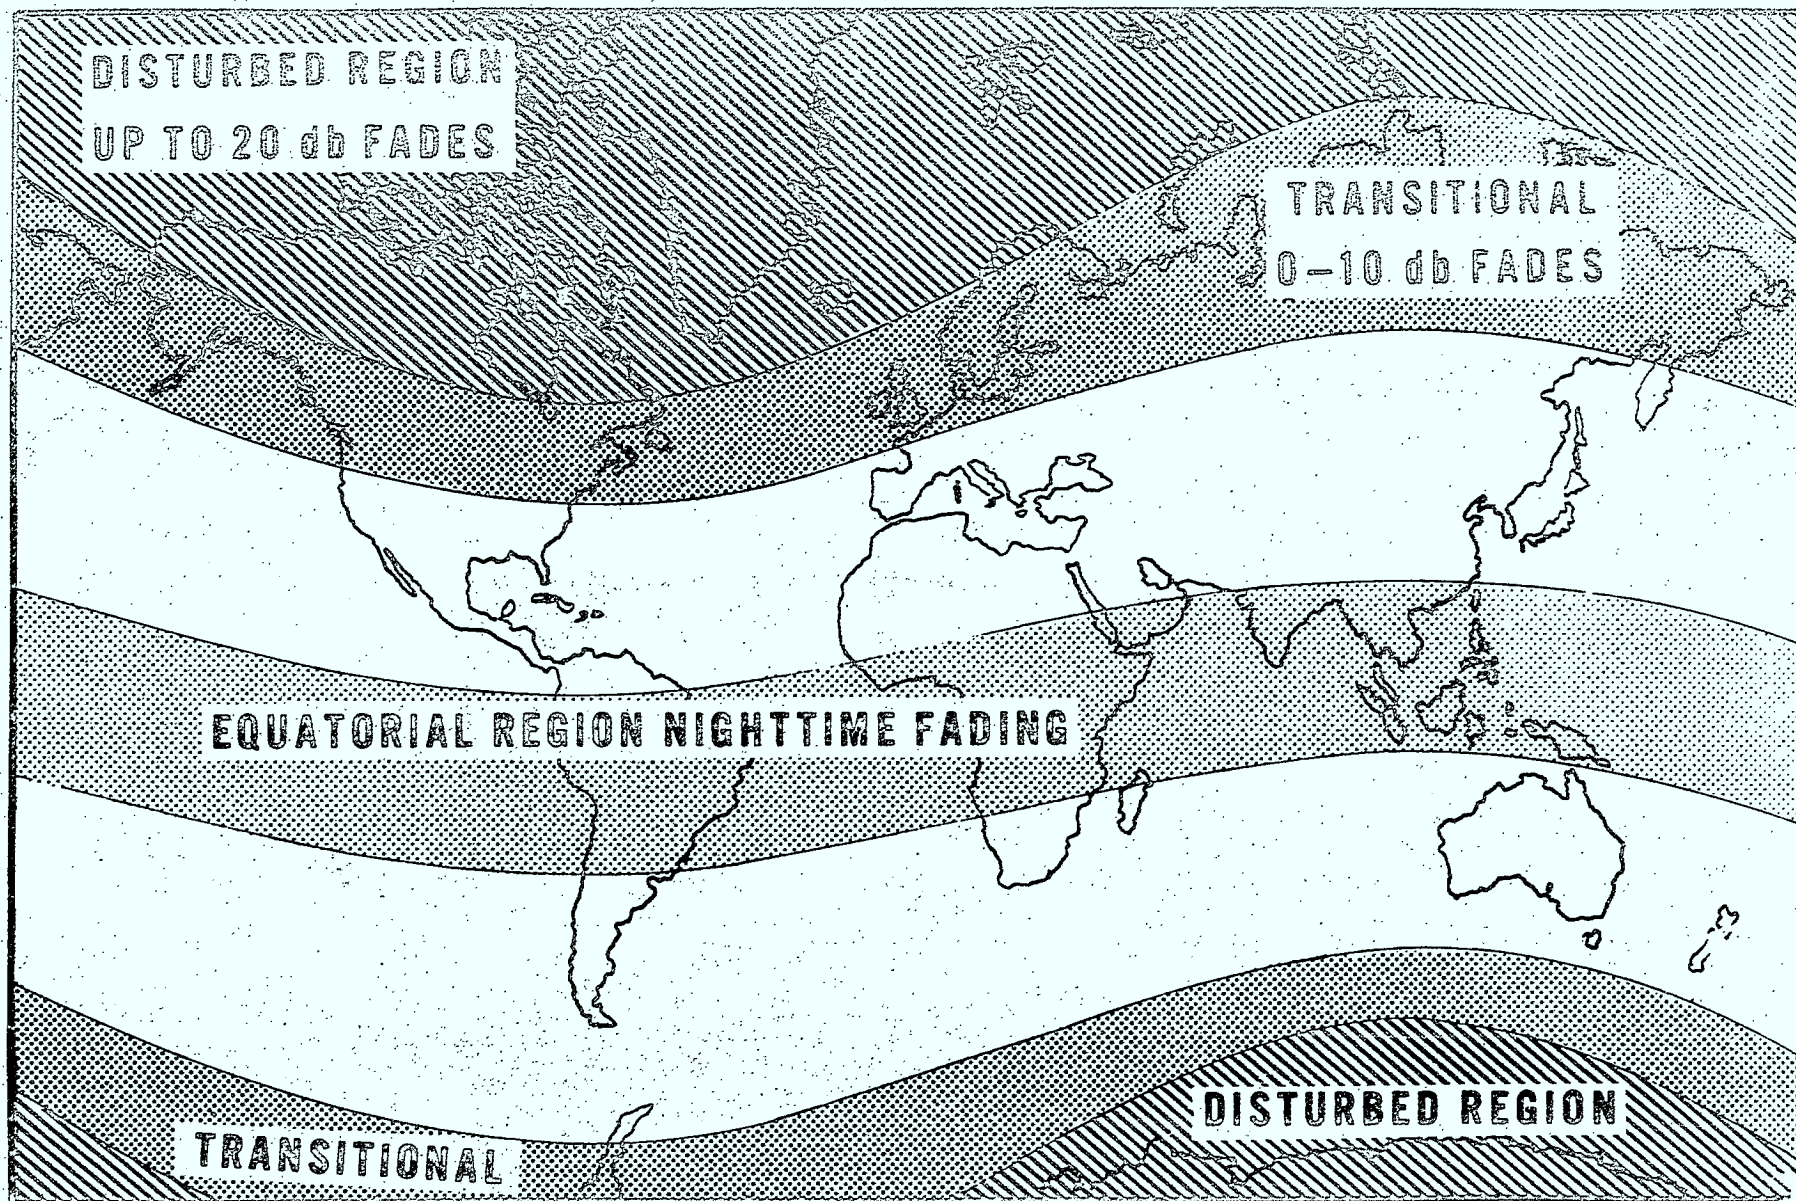 DISTURBED REGION
UP TO 20 db FADES
TRANSITIONAL
0–10 db FADES
EQUATORIAL REGION NIGHTTIME FADING
DISTURBED REGION
TRANSITIONAL